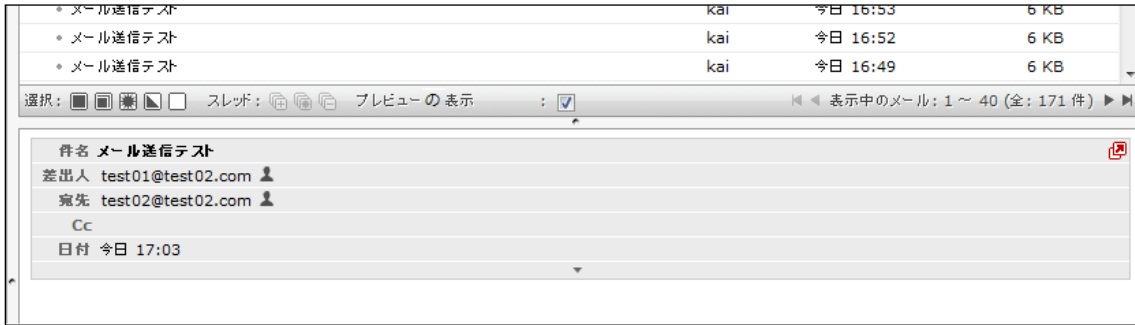 メール送信テスト kai 今日 16:53 6 KB
メール送信テスト kai 今日 16:52 6 KB
メール送信テスト kai 今日 16:49 6 KB
選択: スレッド: プレビューの表示 : 表示中のメール: 1 ~ 40 (全: 171 件)
件名 メール送信テスト
差出人 test01@test02.com
宛先 test02@test02.com
Cc
日付 今日 17:03